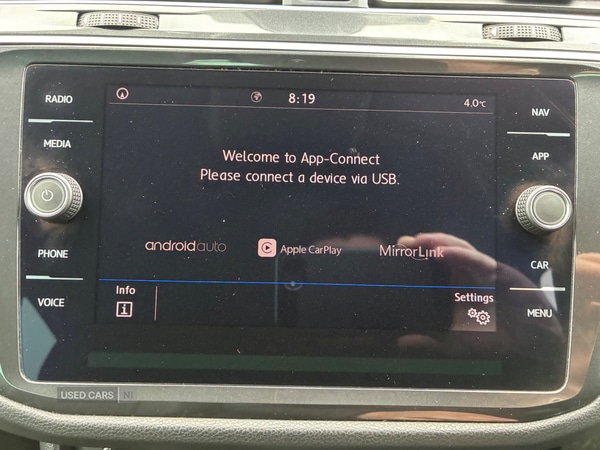 RADIO
MEDIA
PHONE
VOICE
8:19
4.0°C
Welcome to App-Connect
Please connect a device via USB.
androidauto
Apple CarPlay
MirrorLink
Info
Settings
NAV
APP
CAR
MENU
USED CARS NI